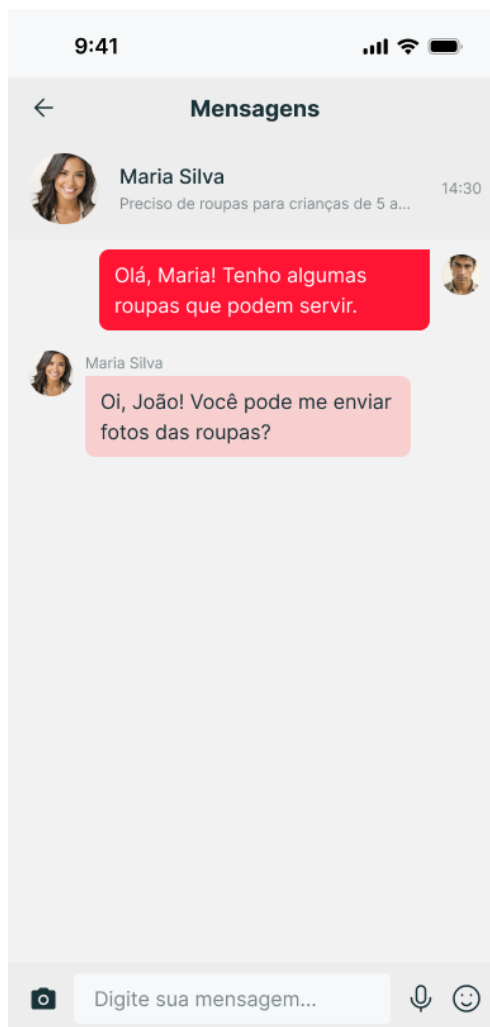 9:41
Mensagens
Maria Silva
Preciso de roupas para crianças de 5 a...
14:30
Olá, Maria! Tenho algumas
roupas que podem servir.
Maria Silva
Oi, João! Você pode me enviar
fotos das roupas?
Digite sua mensagem...